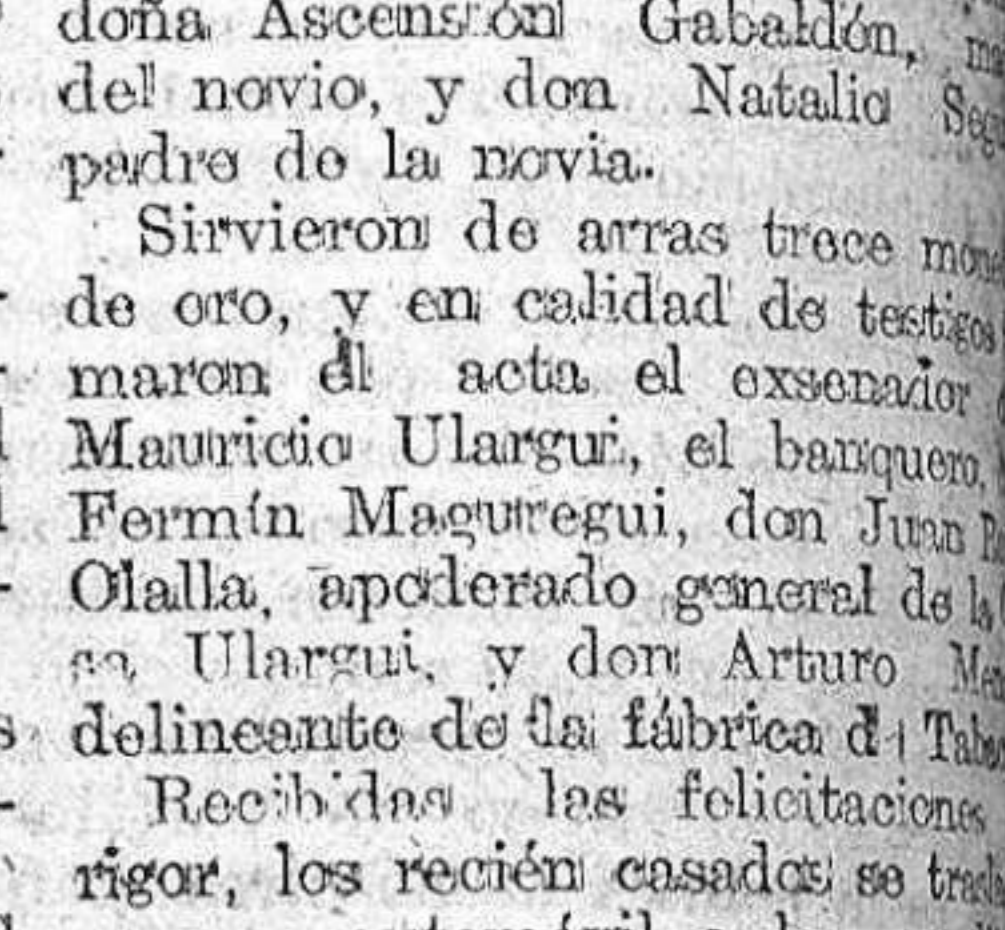 doña Ascensión Gabaldón,
del novio, y don Natalio
padre de la novia.
Sirvieron de arras trece
de oro, y en calidad de testigos
maron el acta el exsenador
Mauricio Ulargui, el banquero,
Fermín Maguregui, don Juan
Olalla, apoderado general de la
sa Ulargui, y don Arturo
delineante de la fábrica de
Recibidas las felicitaciones
rigor, los recién casados se